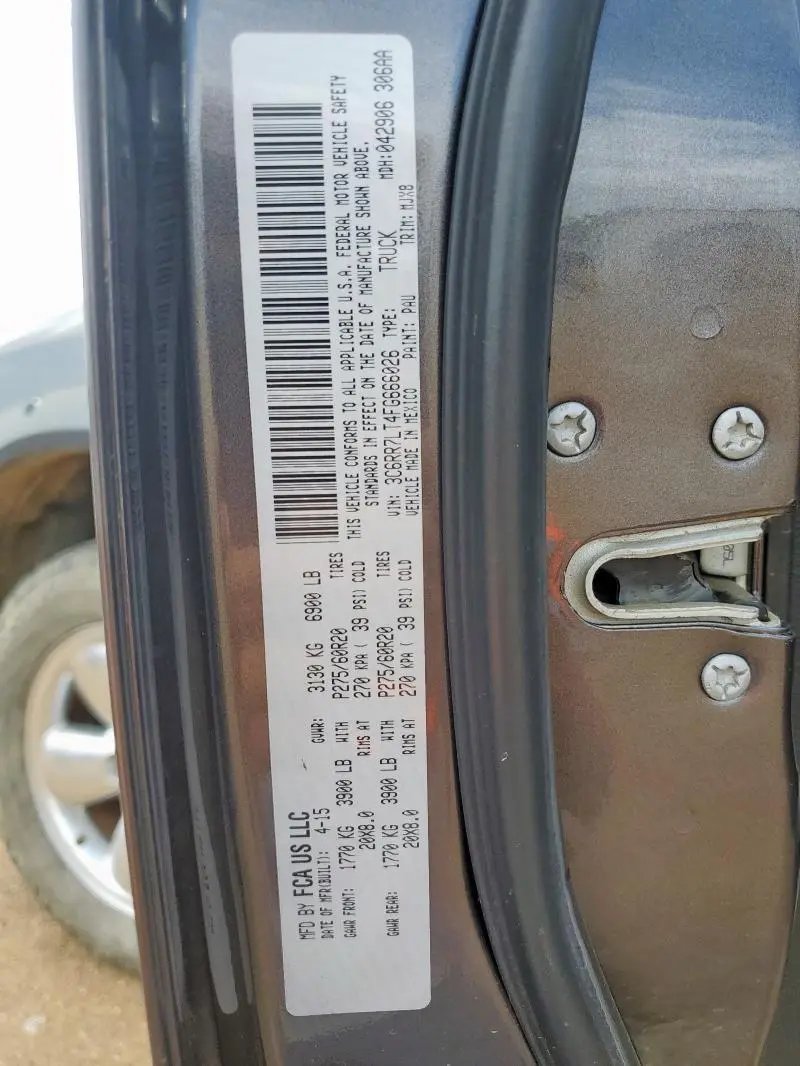 MFD BY FCA US LLC
DATE OF MFR(BUILT): 4-15 GVWR: 3130 KG 6900 LB
GAWR FRONT: 1770 KG 3900 LB WITH P275/60R20 TIRES
20X8.0 RIMS AT 270 KPA ( 39 PSI) COLD
GAWR REAR: 1770 KG 3900 LB WITH P275/60R20 TIRES
20X8.0 RIMS AT 270 KPA ( 39 PSI) COLD
THIS VEHICLE CONFORMS TO ALL APPLICABLE U.S.A. FEDERAL MOTOR VEHICLE SAFETY
STANDARDS IN EFFECT ON THE DATE OF MANUFACTURE SHOWN ABOVE.
VIN: 3C6RR7LT4FG666026 TYPE: TRUCK MDH:042906 306AA
VEHICLE MADE IN MEXICO PAINT: PAU TRIM: MJX8